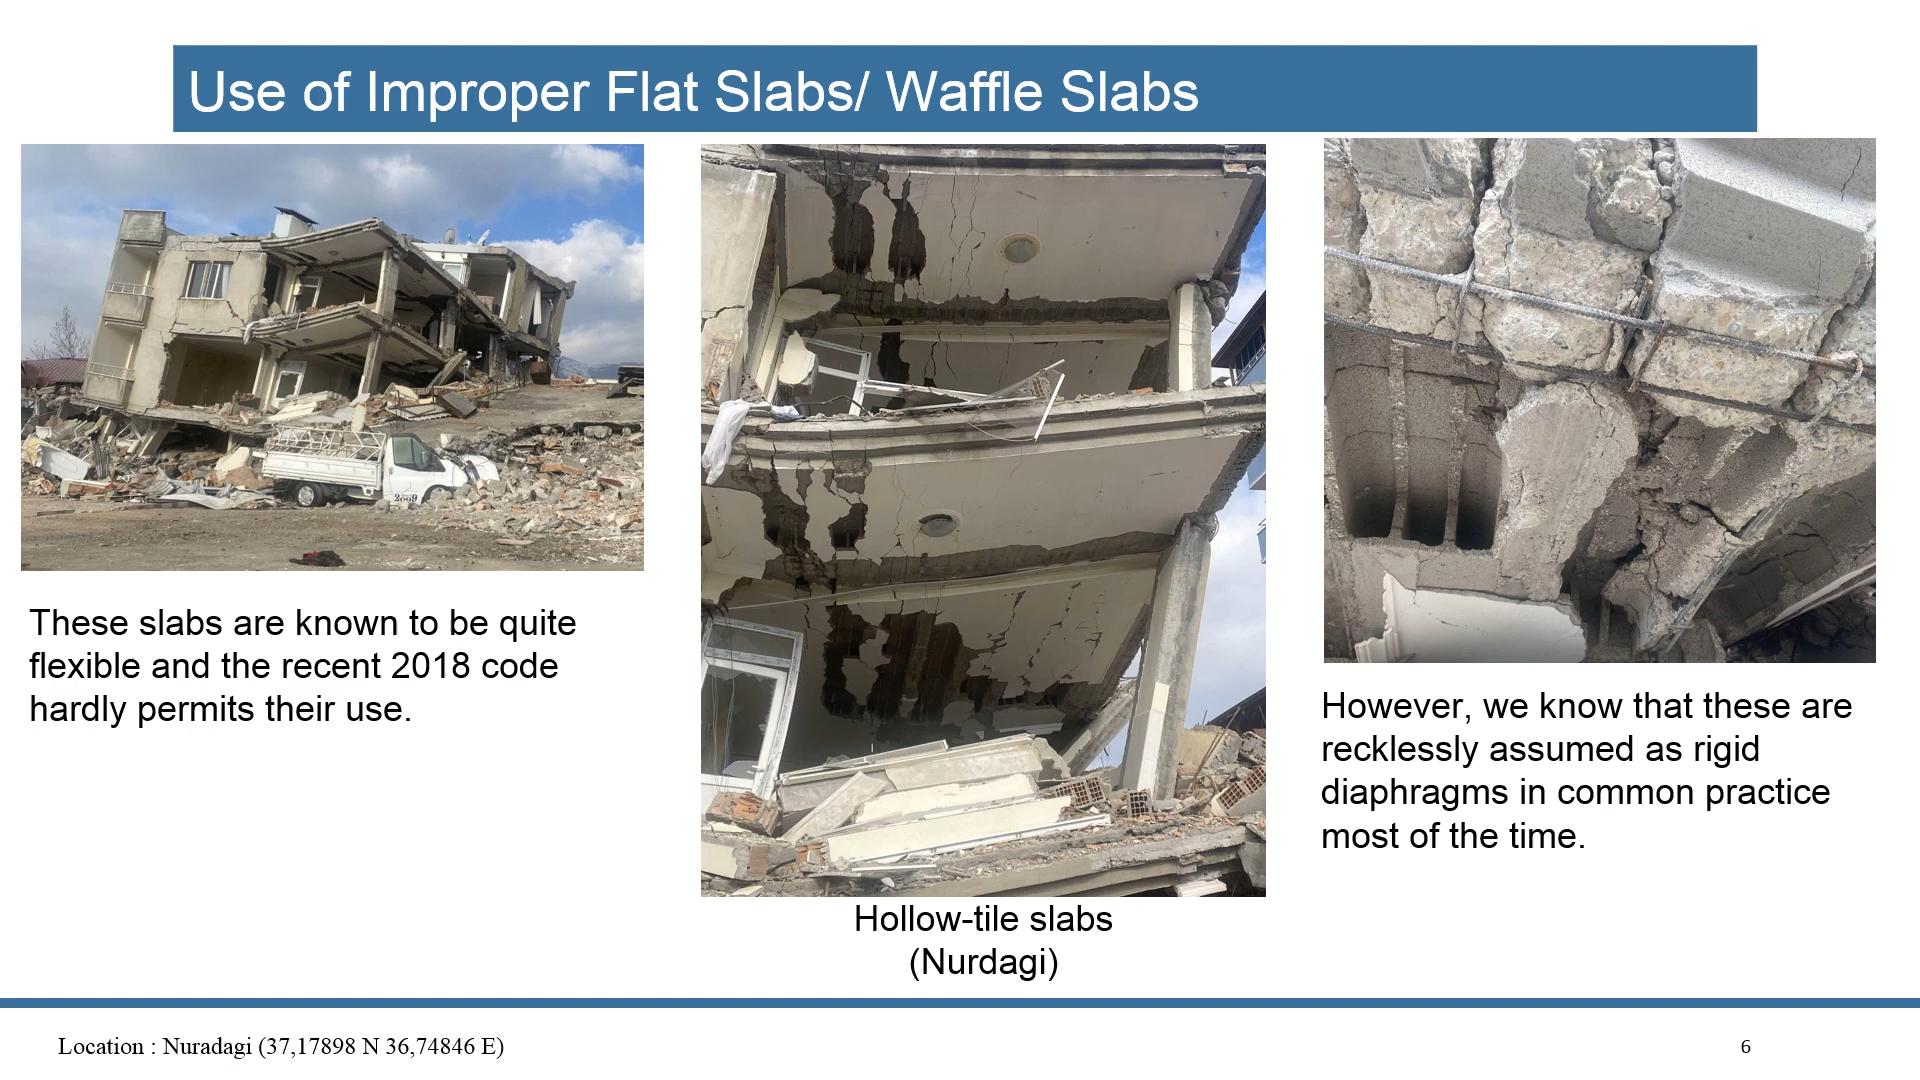 Use of Improper Flat Slabs/ Waffle Slabs
These slabs are known to be quite
flexible and the recent 2018 code
hardly permits their use.
Hollow-tile slabs
(Nurdagi)
However, we know that these are
recklessly assumed as rigid
diaphragms in common practice
most of the time.
Location : Nuradagi (37,17898 N 36,74846 E)
6